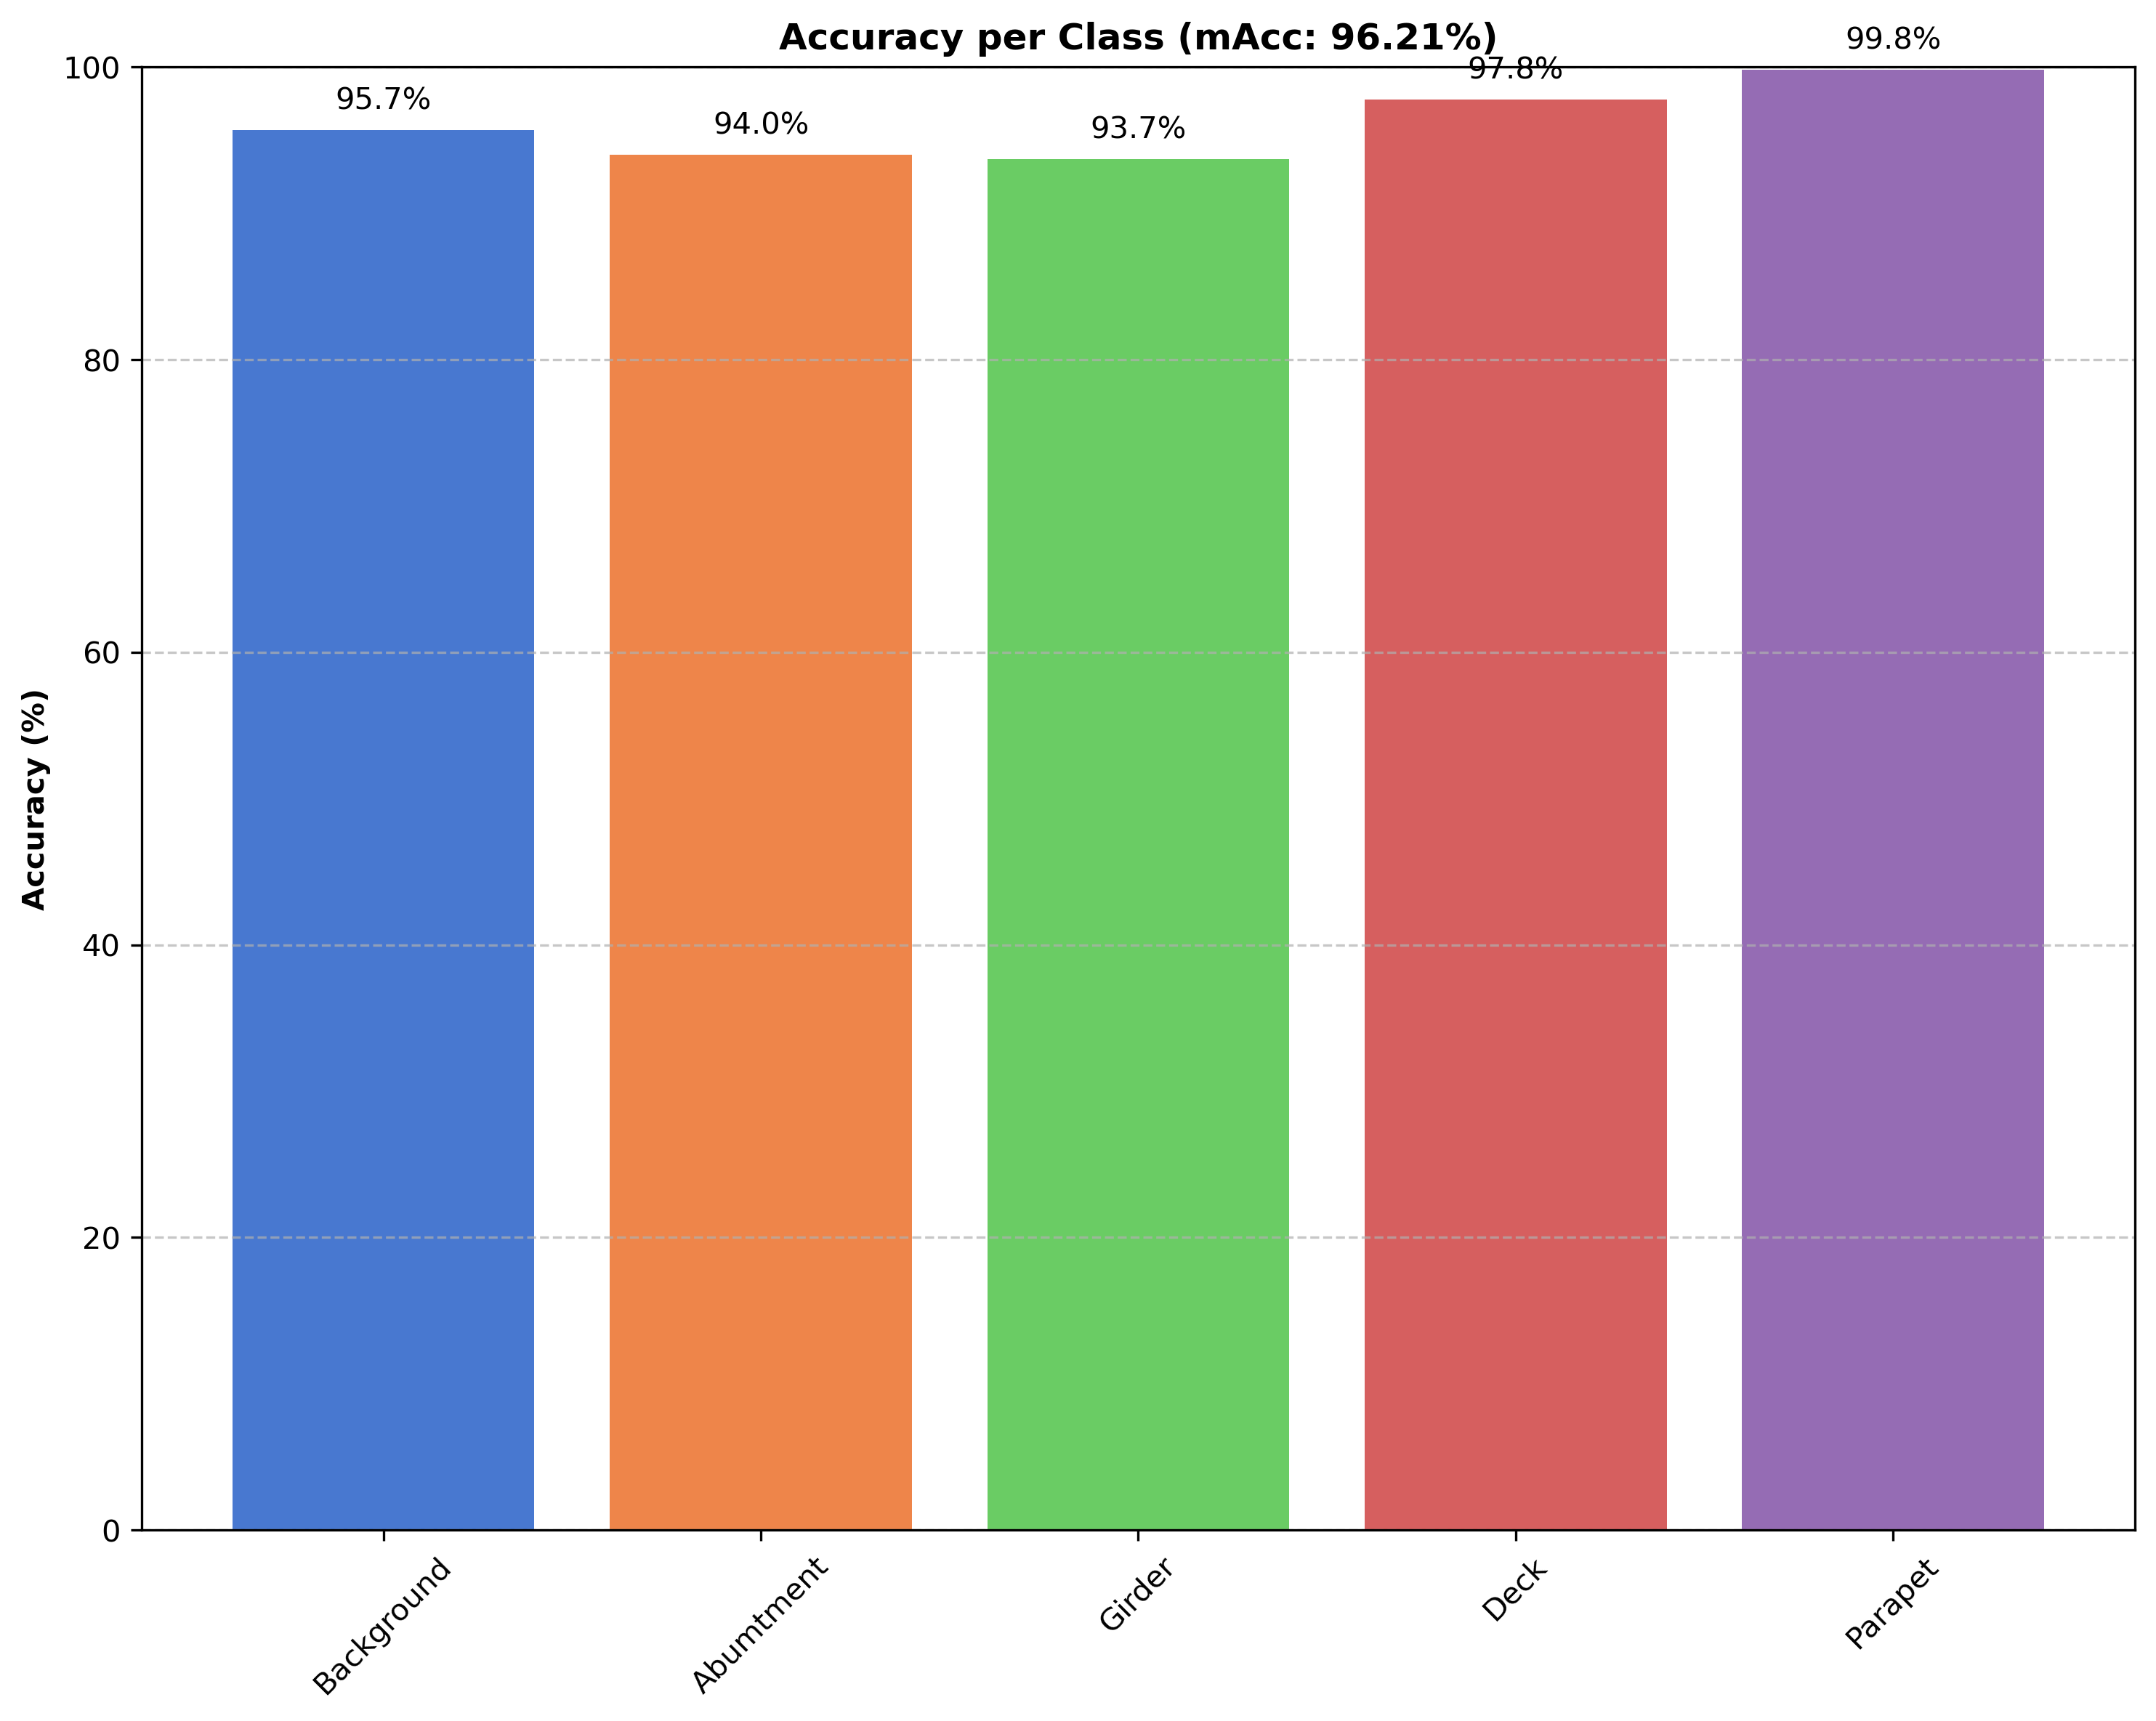 Accuracy per Class (mAcc: 96.21%)
99.8%
97.8%
95.7%
94.0%
93.7%
100
80
60
40
20
0
Accuracy (%)
Background
Abumtment
Girder
Deck
Parapet